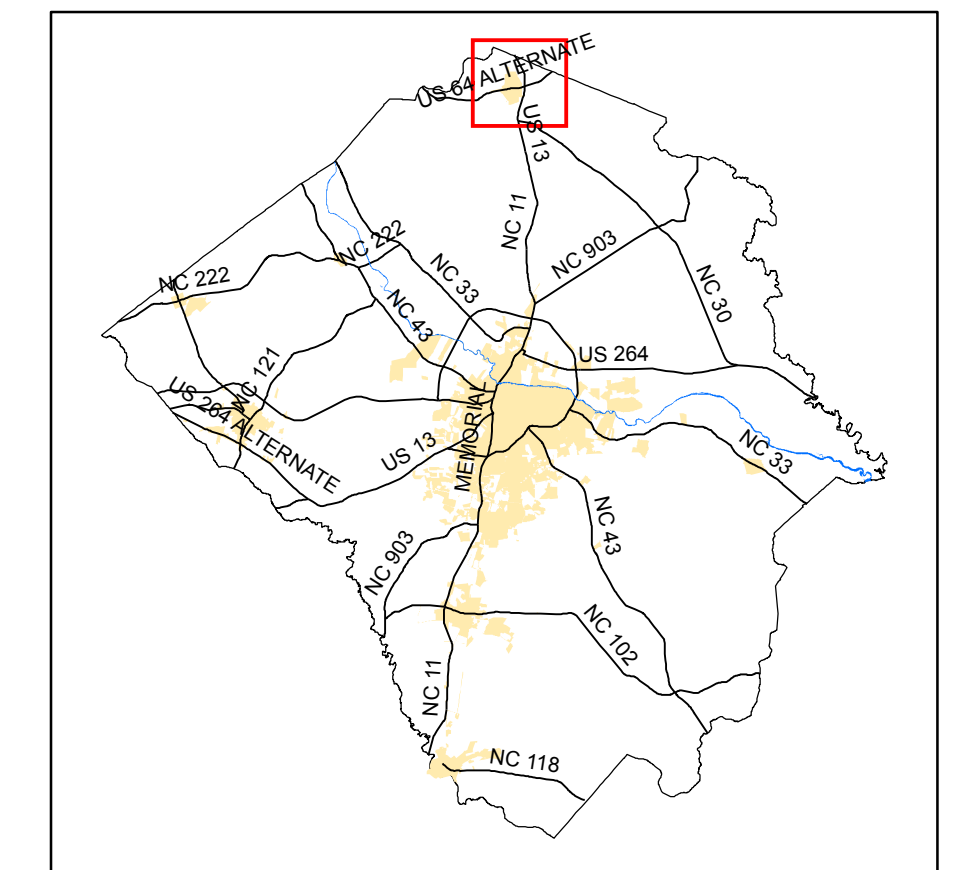 US 64 ALTERNATE
US 13
NC 11
NC 903
NC 222
NC 222
NC 33
NC 30
NC 43
US 264
NC 121
US 264 ALTERNATE
MEMORIAL
US 13
NC 33
NC 43
NC 903
NC 102
NC 11
NC 118